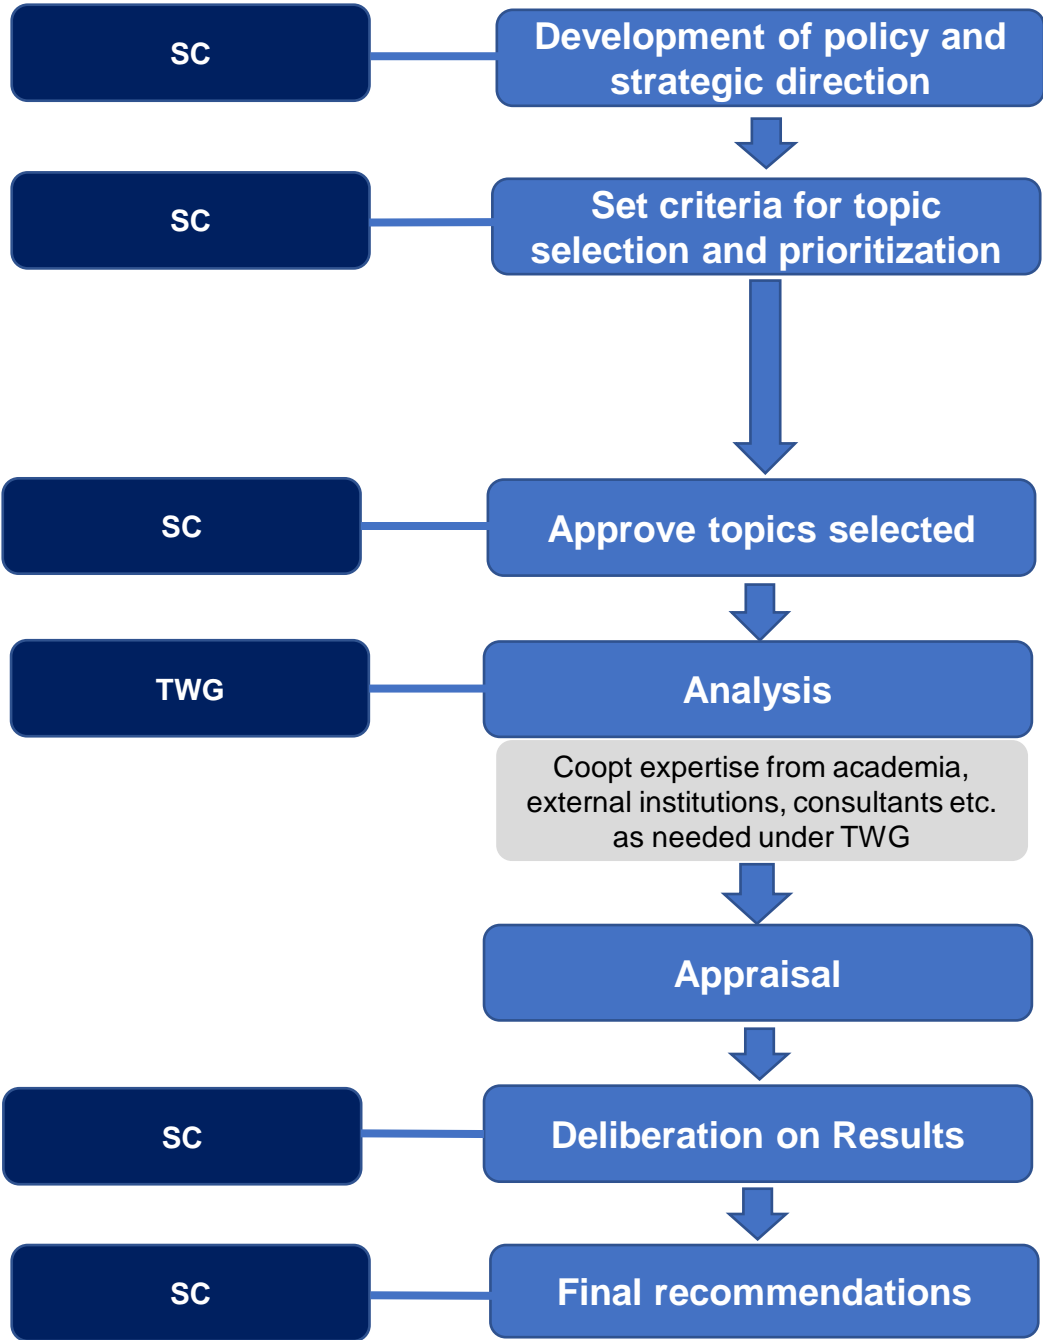 SC
Development of policy and
strategic direction
SC
Set criteria for topic
selection and prioritization
SC
Approve topics selected
TWG
Analysis
Coopt expertise from academia,
external institutions, consultants etc.
as needed under TWG
Appraisal
SC
Deliberation on Results
SC
Final recommendations